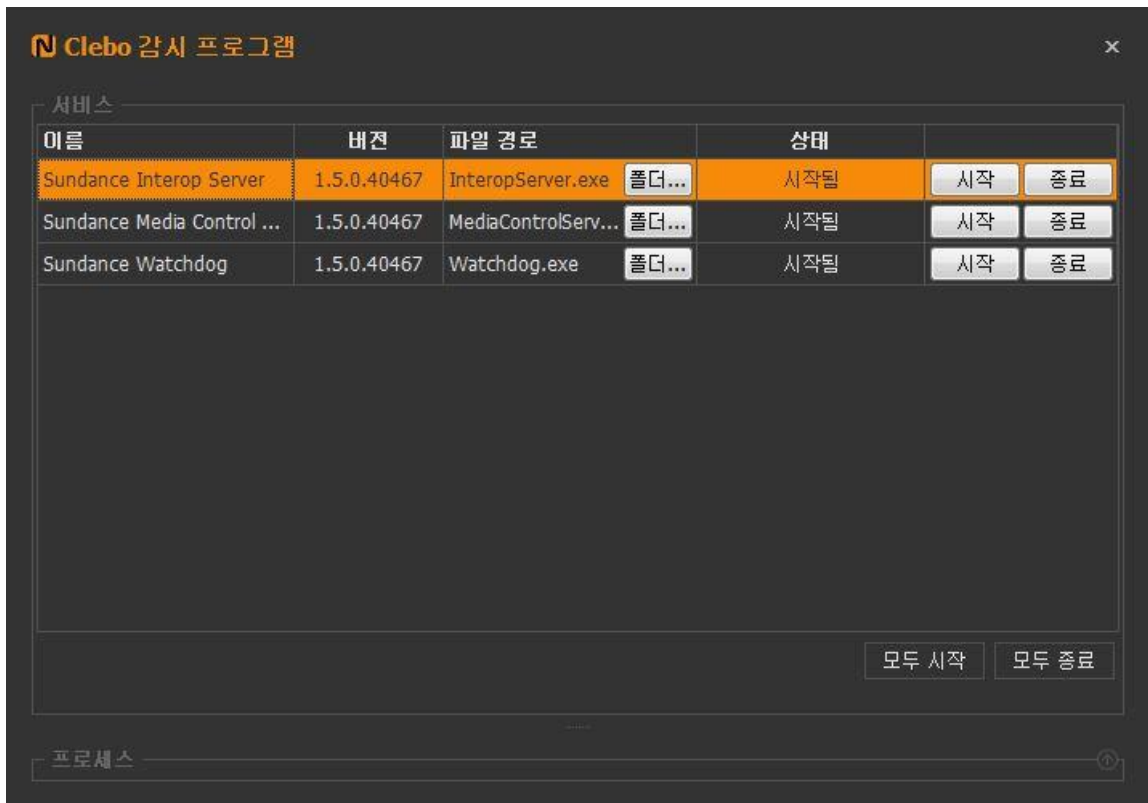 Clebo 감시 프로그램
서비스
이름 버전 파일 경로 상태
Sundance Interop Server 1.5.0.40467 InteropServer.exe 폴더... 시작됨 시작 종료
Sundance Media Control ... 1.5.0.40467 MediaControlServ... 폴더... 시작됨 시작 종료
Sundance Watchdog 1.5.0.40467 Watchdog.exe 폴더... 시작됨 시작 종료
모두 시작 모두 종료
프로세스